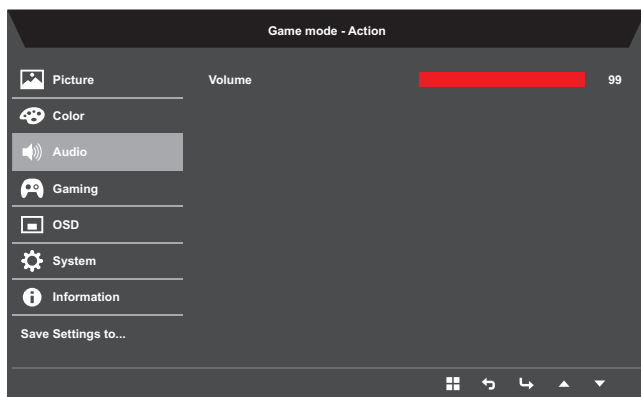 Game mode - Action
Picture
Volume 99
Color
Audio
Gaming
OSD
System
Information
Save Settings to...